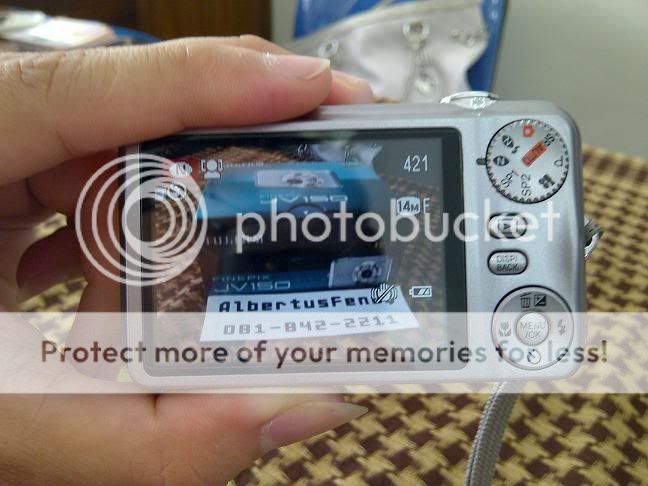 421
14M F
JV150
FINEPIX
JV150
AlbertusFen
081-842-2211
SP2
SP1
DISP/
BACK
MENU
/OK
photobucket
Protect more of your memories for less!